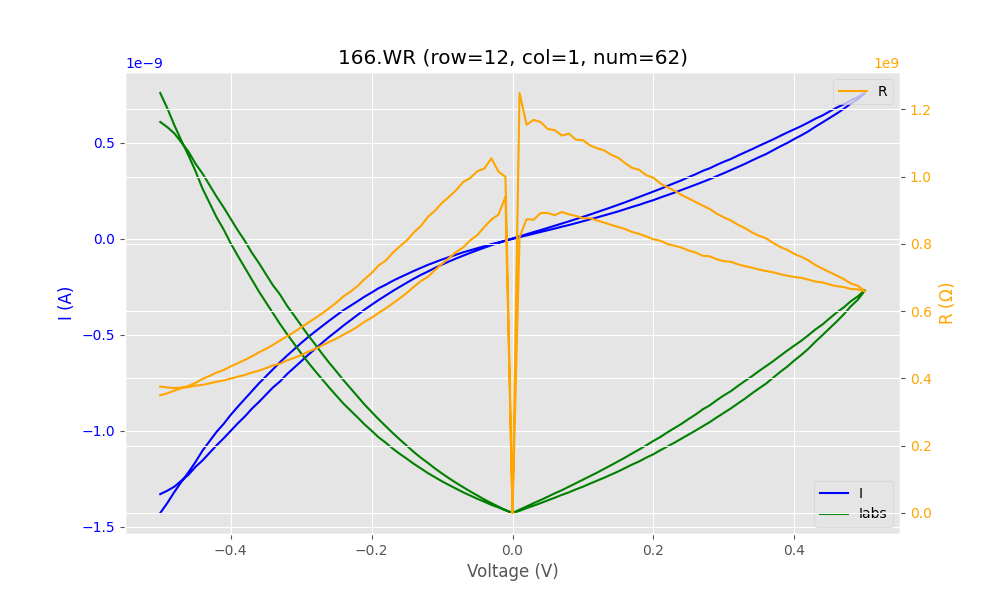 166.WR (row=12, col=1, num=62)
1e−9
1e9
R
0.5
0.0
−0.5
−1.0
−1.5
I (A)
1.2
1.0
0.8
0.6
0.4
0.2
0.0
R (Ω)
I
Iabs
−0.4
−0.2
0.0
0.2
0.4
Voltage (V)